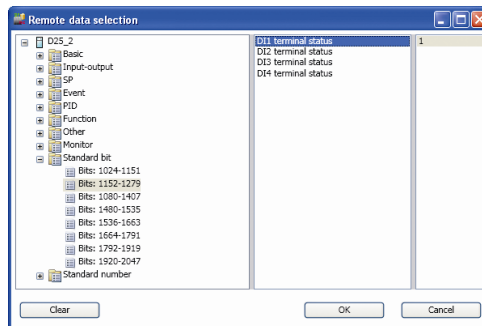 Remote data selection
D25_2
Basic
Input-output
SP
Event
PID
Function
Other
Monitor
Standard bit
Bits: 1024-1151
Bits: 1152-1279
Bits: 1080-1407
Bits: 1480-1535
Bits: 1536-1663
Bits: 1664-1791
Bits: 1792-1919
Bits: 1920-2047
Standard number
DI1 terminal status
DI2 terminal status
DI3 terminal status
DI4 terminal status
1
Clear
OK
Cancel